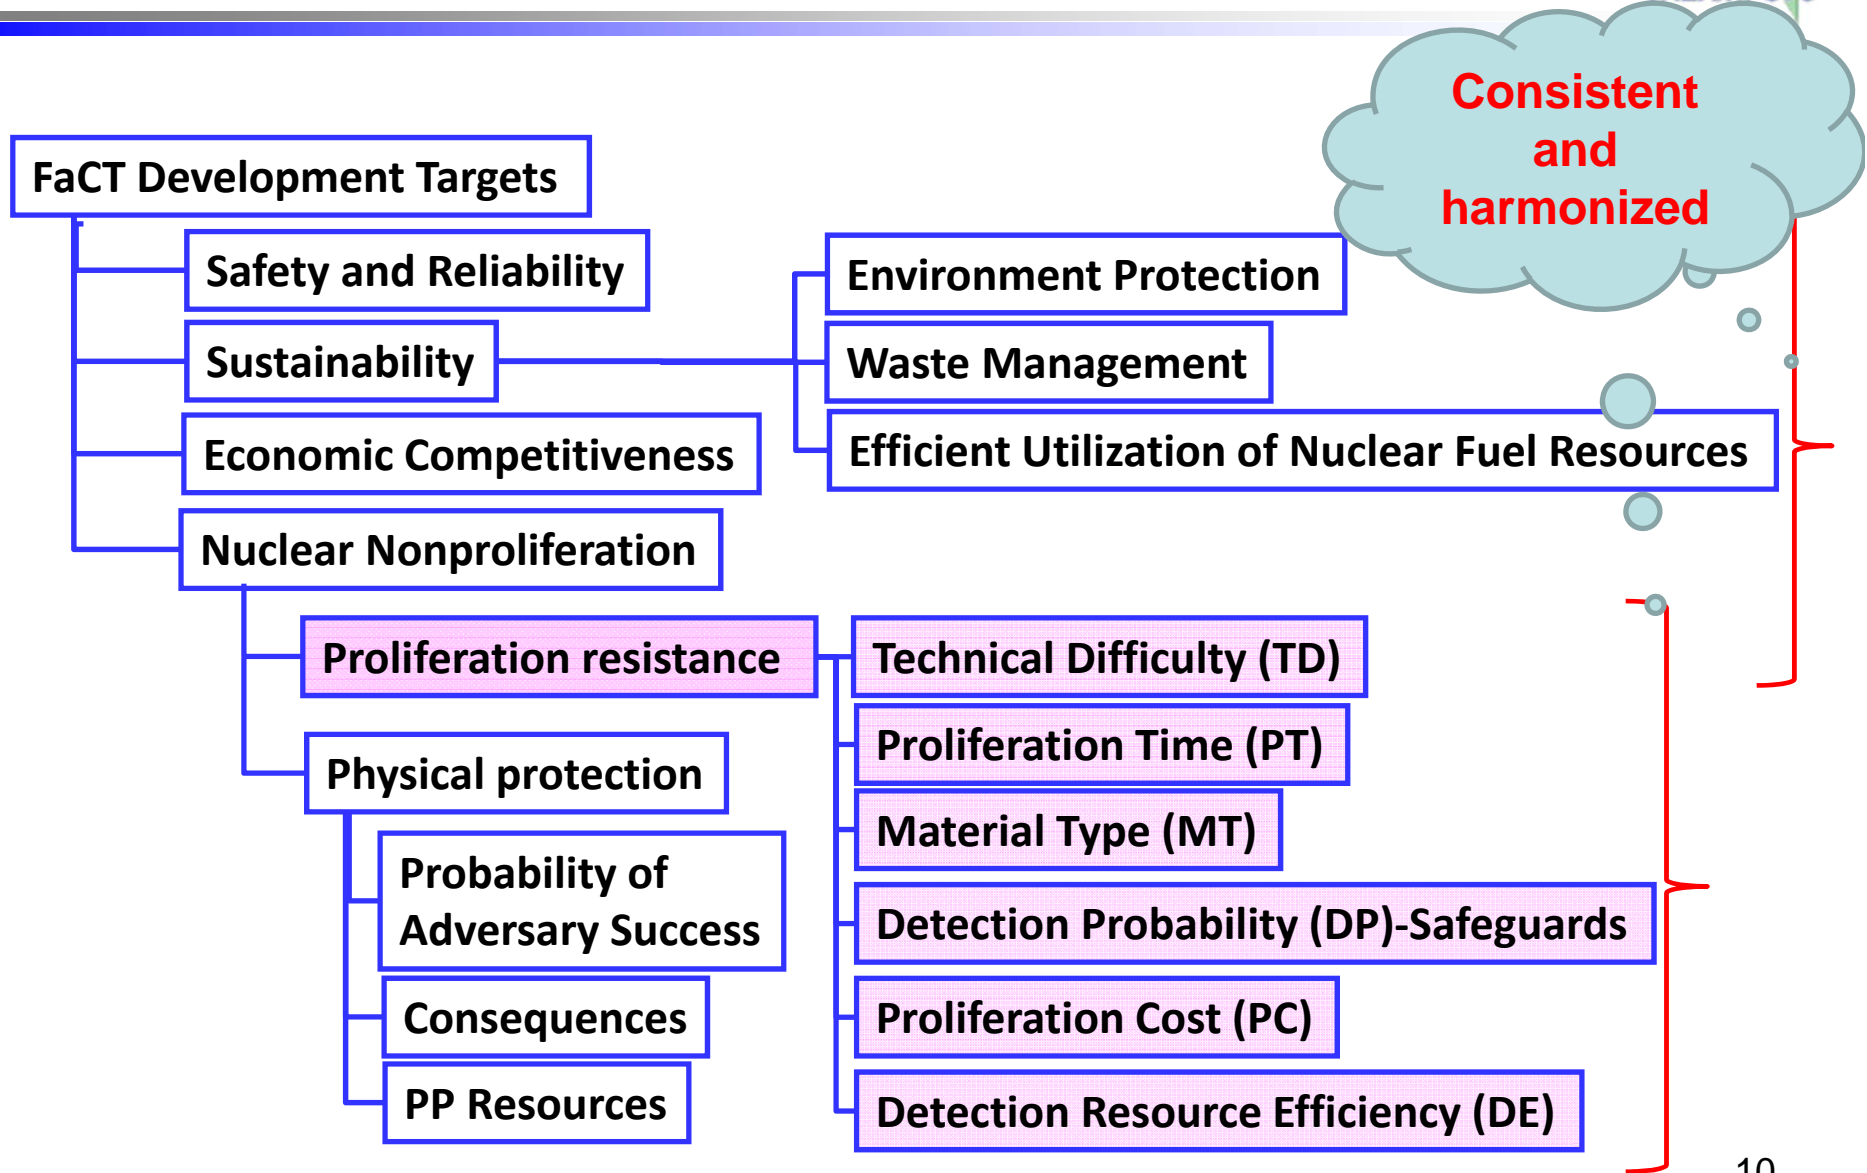 Consistent
and
harmonized
FaCT Development Targets
Safety and Reliability
Sustainability
Economic Competitiveness
Nuclear Nonproliferation
Environment Protection
Waste Management
Efficient Utilization of Nuclear Fuel Resources
Proliferation resistance
Physical protection
Probability of
Adversary Success
Consequences
PP Resources
Technical Difficulty (TD)
Proliferation Time (PT)
Material Type (MT)
Detection Probability (DP)-Safeguards
Proliferation Cost (PC)
Detection Resource Efficiency (DE)
10